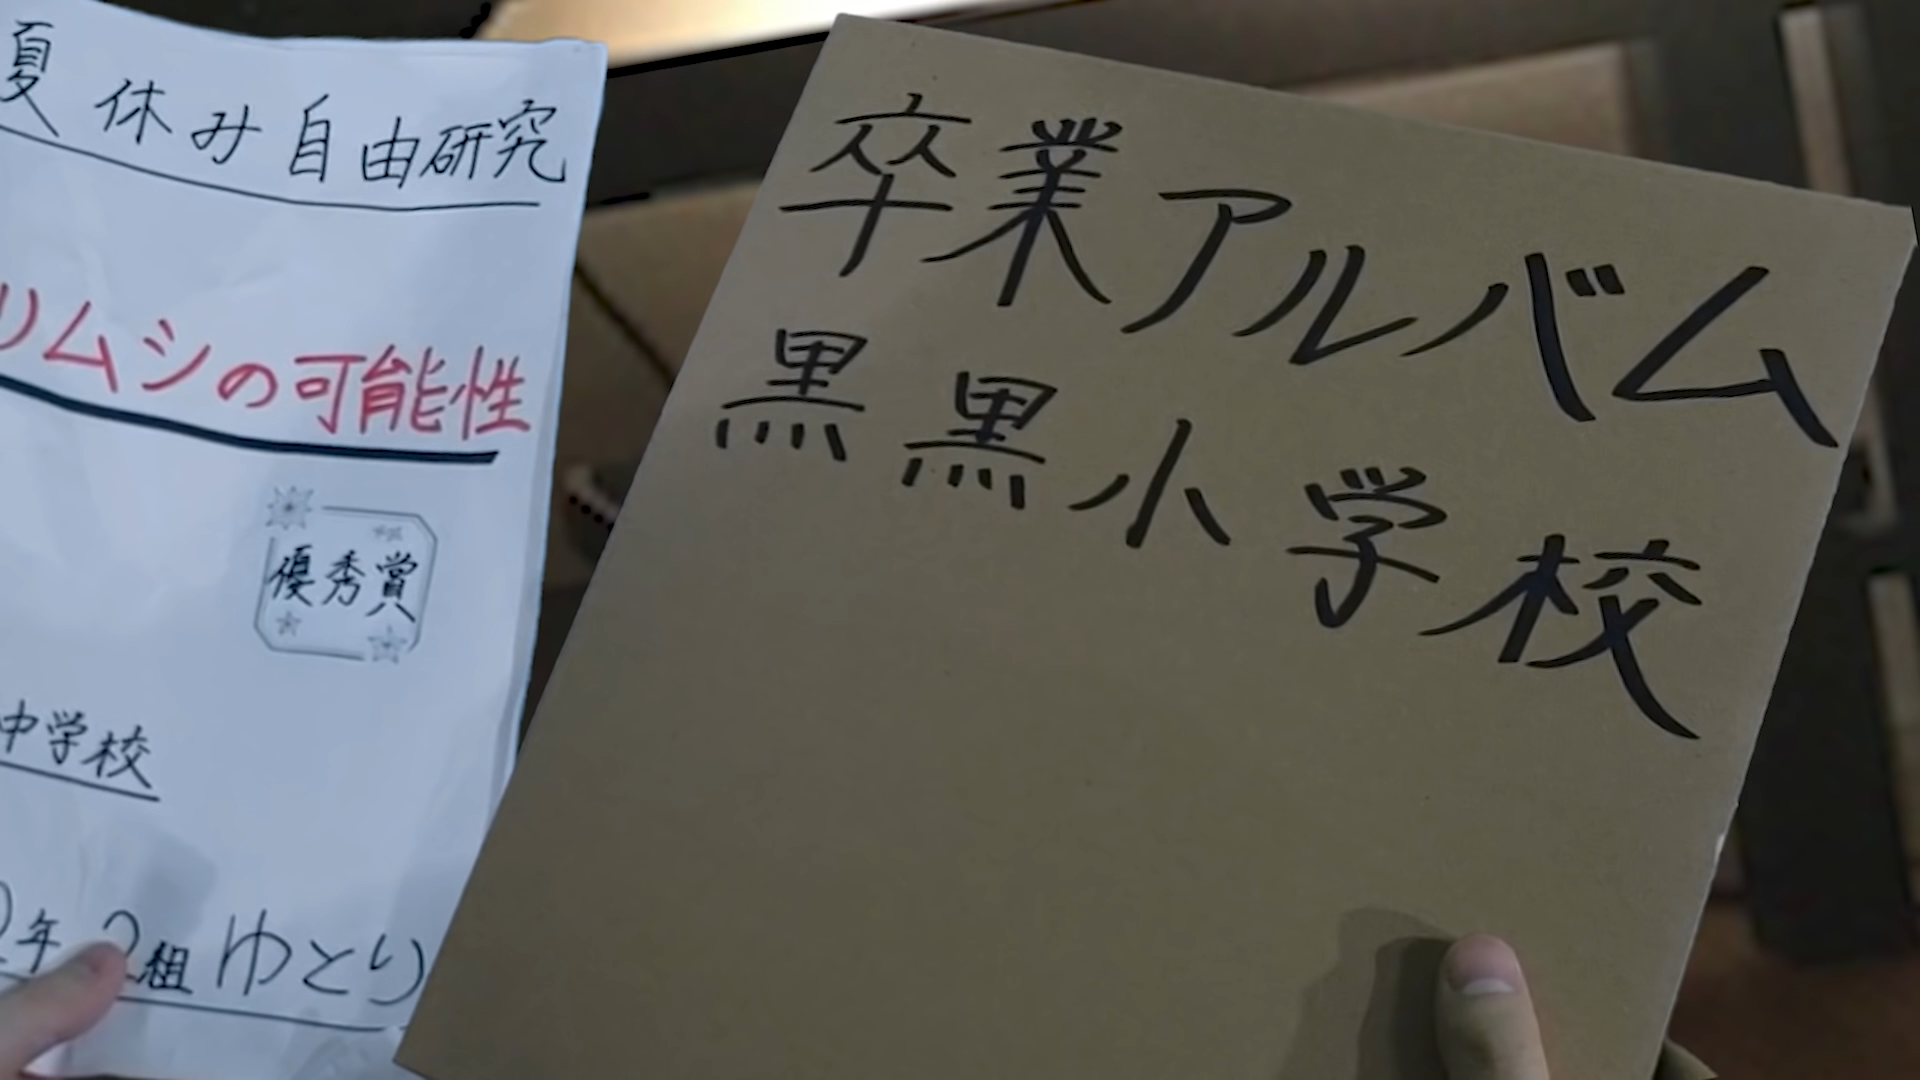 夏休み自由研究
リムシの可能性
優秀賞
中学校
2年2組ゆとり
卒業アルバム
黒黒小学校